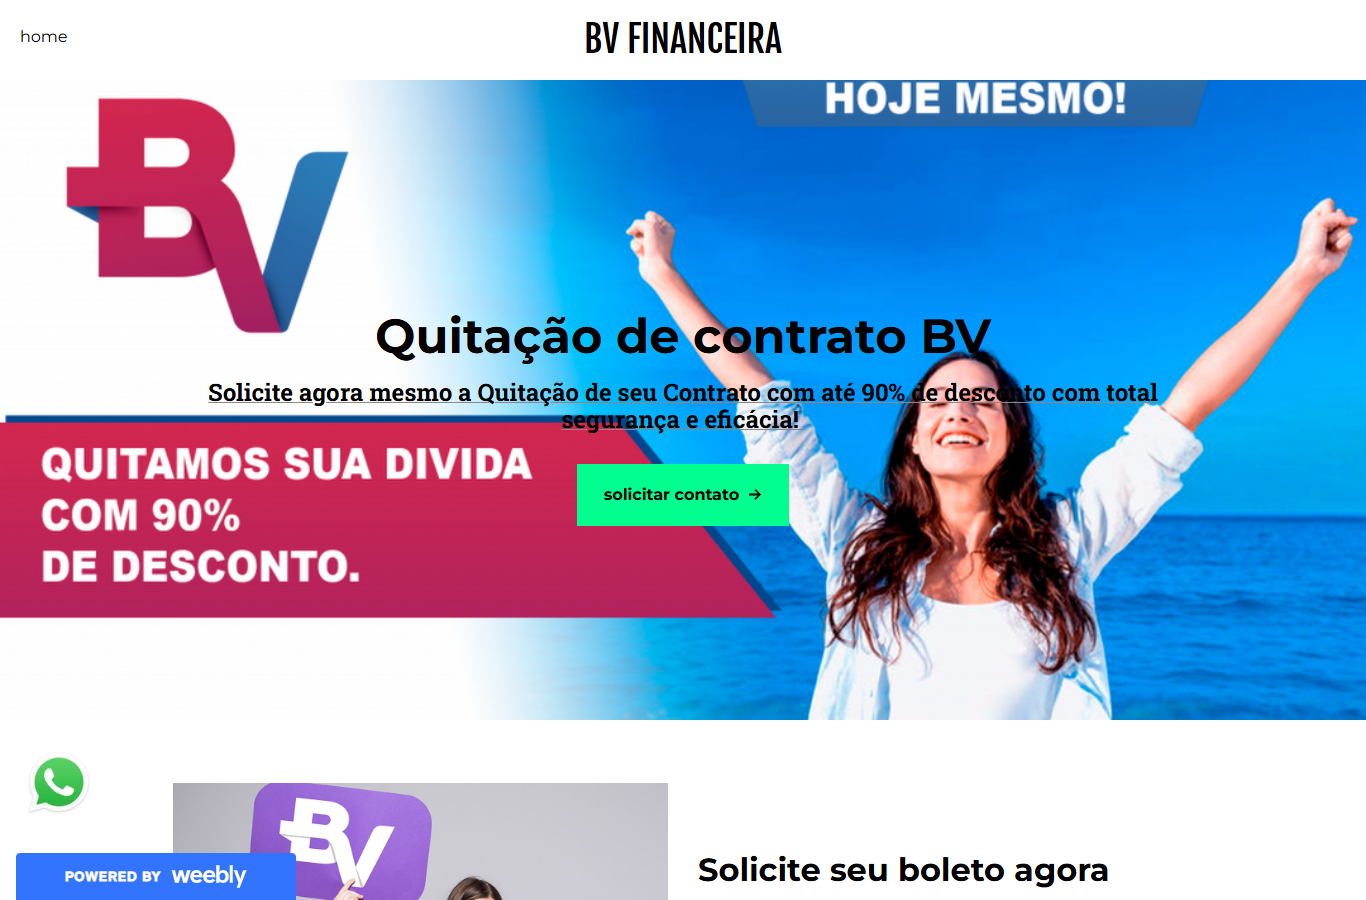 home
BV FINANCEIRA
HOJE MESMO!
BV
Quitação de contrato BV
Solicite agora mesmo a Quitação de seu Contrato com até 90% de desconto com total
segurança e eficácia!
QUITAMOS SUA DIVIDA
COM 90%
DE DESCONTO.
solicitar contato →
BV
Solicite seu boleto agora
POWERED BY weebly